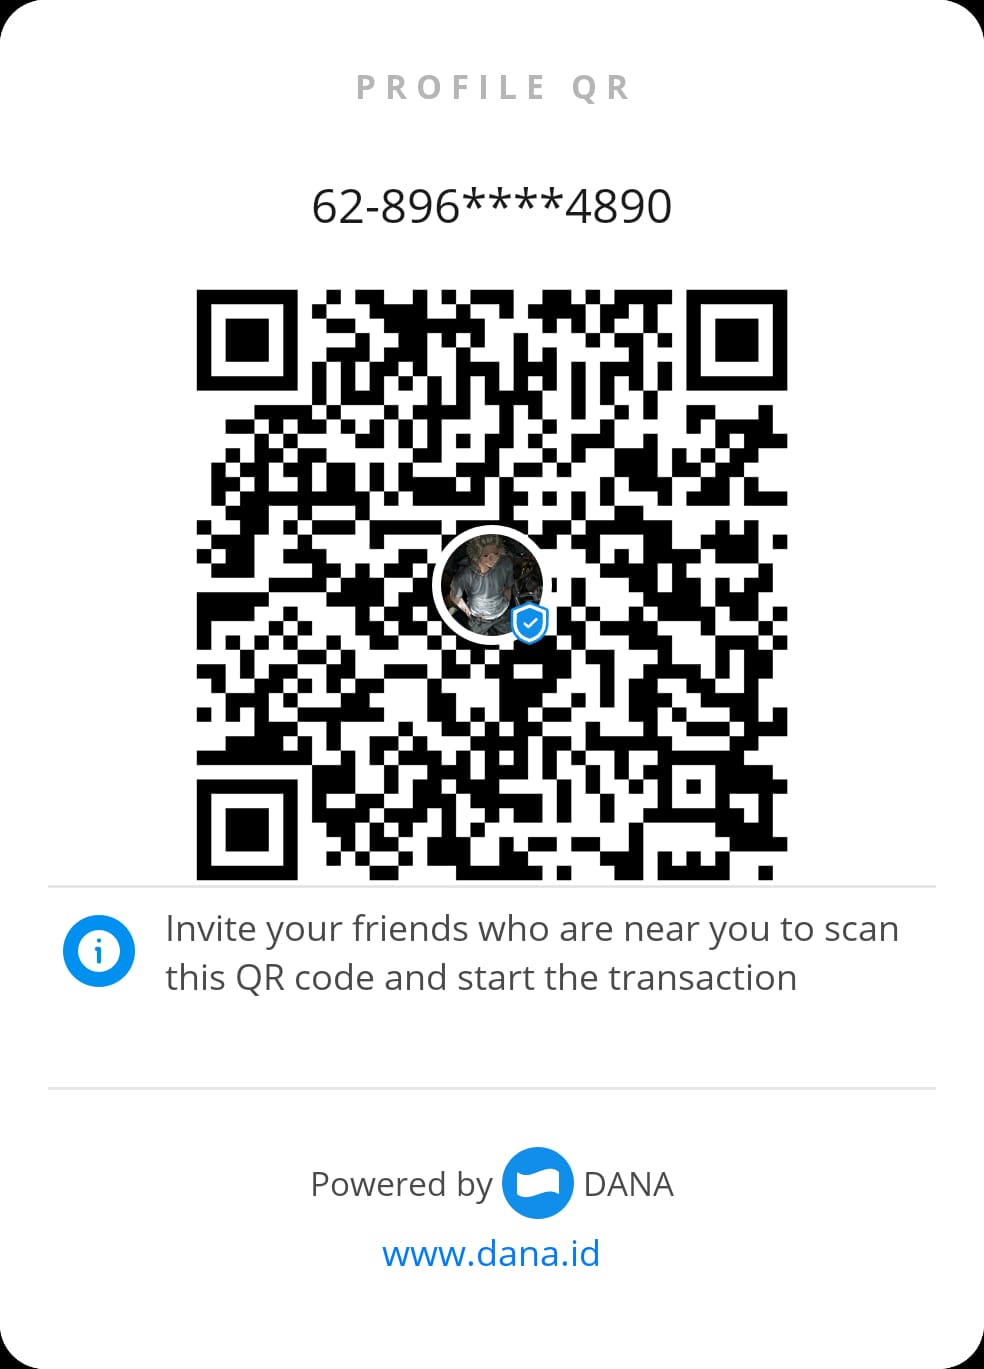 PROFILE QR
62-896****4890
Invite your friends who are near you to scan
this QR code and start the transaction
Powered by DANA
www.dana.id